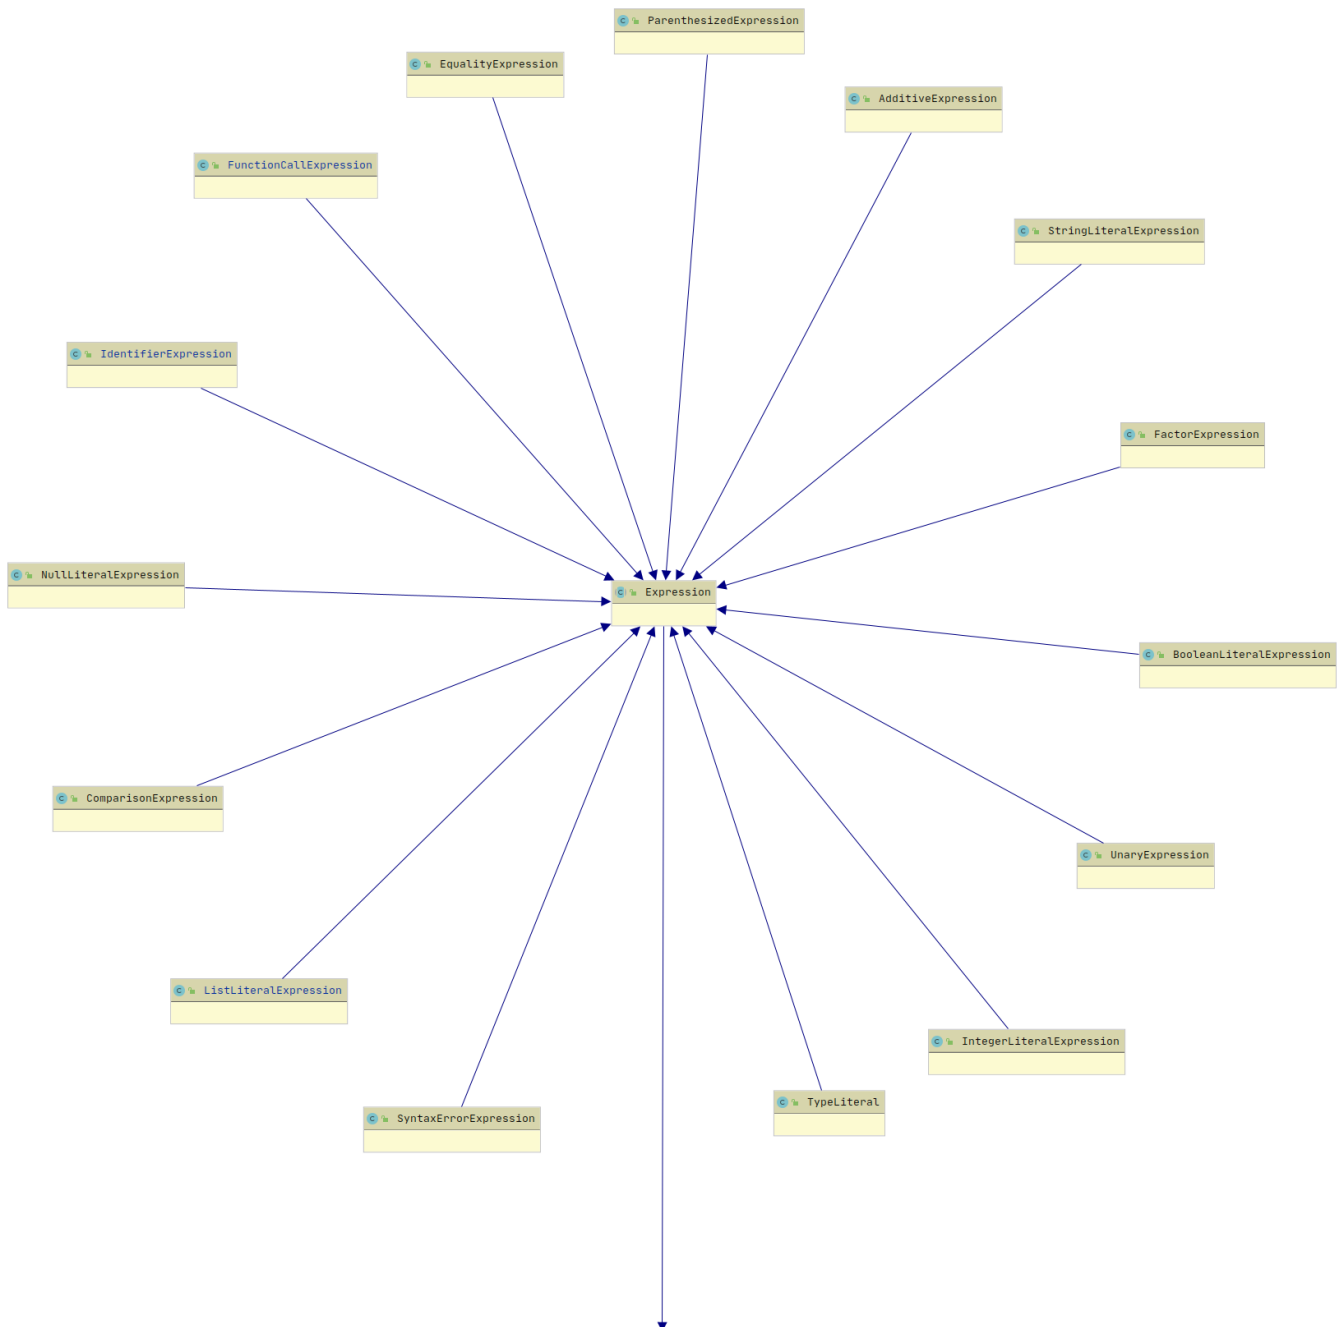 ParenthesizedExpression
EqualityExpression
AdditiveExpression
FunctionCallExpression
StringLiteralExpression
IdentifierExpression
FactorExpression
NullLiteralExpression
Expression
BooleanLiteralExpression
ComparisonExpression
UnaryExpression
ListLiteralExpression
IntegerLiteralExpression
TypeLiteral
SyntaxErrorExpression